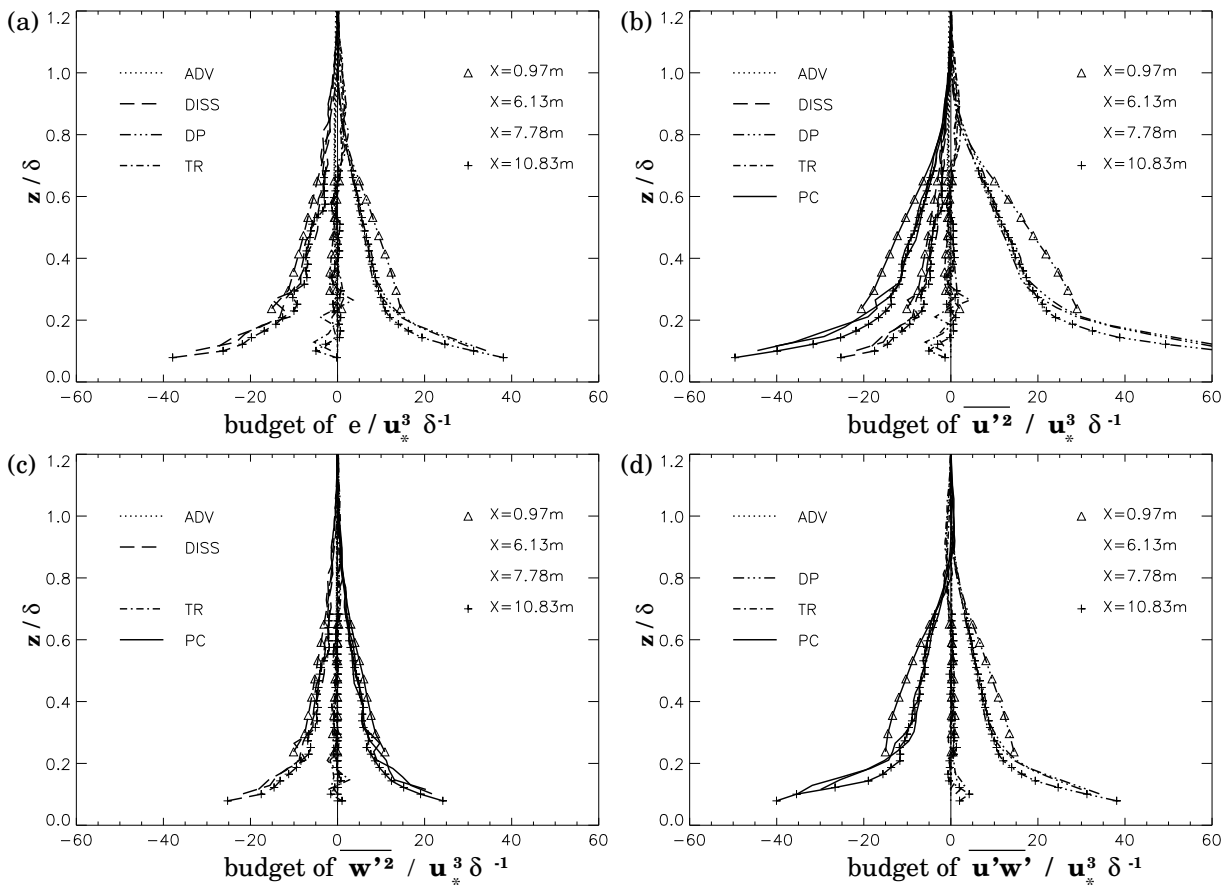 (a)
1.2
1.0
0.8
0.6
0.4
0.2
0.0
z / δ
ADV
DISS
DP
TR
X=0.97m
X=6.13m
X=7.78m
X=10.83m
−60
−40
−20
0
20
40
60
budget of e / u*³ δ⁻¹
(b)
1.2
1.0
0.8
0.6
0.4
0.2
0.0
z / δ
ADV
DISS
DP
TR
PC
X=0.97m
X=6.13m
X=7.78m
X=10.83m
−60
−40
−20
0
20
40
60
budget of u’² / u*³ δ⁻¹
(c)
1.2
1.0
0.8
0.6
0.4
0.2
0.0
z / δ
ADV
DISS
TR
PC
X=0.97m
X=6.13m
X=7.78m
X=10.83m
−60
−40
−20
0
20
40
60
budget of w’² / u*³ δ⁻¹
(d)
1.2
1.0
0.8
0.6
0.4
0.2
0.0
z / δ
ADV
DP
TR
PC
X=0.97m
X=6.13m
X=7.78m
X=10.83m
−60
−40
−20
0
20
40
60
budget of u’w’ / u*³ δ⁻¹